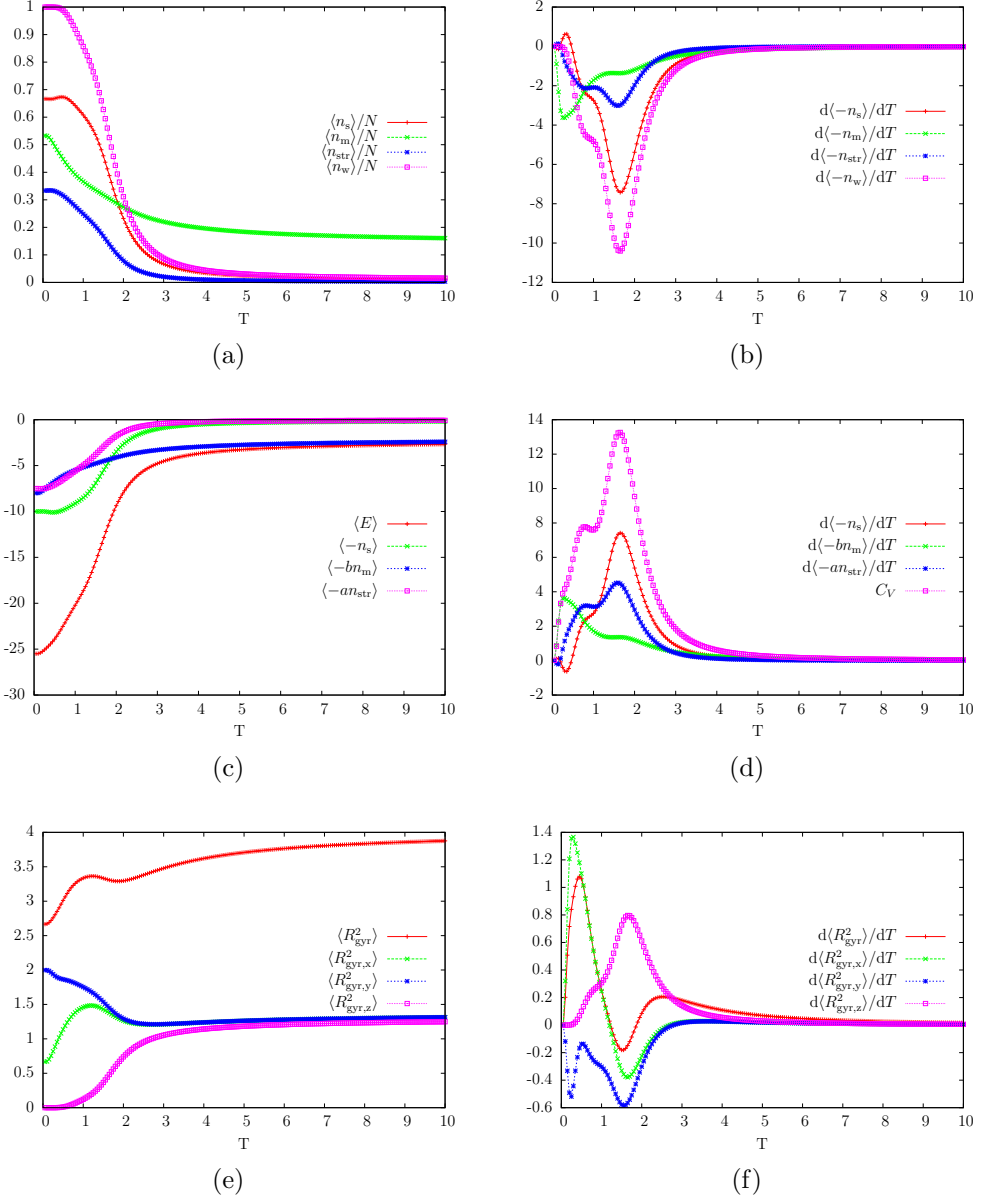 1
0.9
0.8
0.7
0.6
0.5
0.4
0.3
0.2
0.1
0
0 1 2 3 4 5 6 7 8 9 10
T
⟨n_s⟩/N
⟨n_m⟩/N
⟨n_str⟩/N
⟨n_w⟩/N
(a)
2
0
-2
-4
-6
-8
-10
-12
0 1 2 3 4 5 6 7 8 9 10
T
d⟨−n_s⟩/dT
d⟨−n_m⟩/dT
d⟨−n_str⟩/dT
d⟨−n_w⟩/dT
(b)
0
-5
-10
-15
-20
-25
-30
0 1 2 3 4 5 6 7 8 9 10
T
⟨E⟩
⟨−n_s⟩
⟨−bn_m⟩
⟨−an_str⟩
(c)
14
12
10
8
6
4
2
0
-2
0 1 2 3 4 5 6 7 8 9 10
T
d⟨−n_s⟩/dT
d⟨−bn_m⟩/dT
d⟨−an_str⟩/dT
C_V
(d)
4
3.5
3
2.5
2
1.5
1
0.5
0
0 1 2 3 4 5 6 7 8 9 10
T
⟨R²_gyr⟩
⟨R²_gyr,x⟩
⟨R²_gyr,y⟩
⟨R²_gyr,z⟩
(e)
1.4
1.2
1
0.8
0.6
0.4
0.2
0
-0.2
-0.4
-0.6
0 1 2 3 4 5 6 7 8 9 10
T
d⟨R²_gyr⟩/dT
d⟨R²_gyr,x⟩/dT
d⟨R²_gyr,y⟩/dT
d⟨R²_gyr,z⟩/dT
(f)